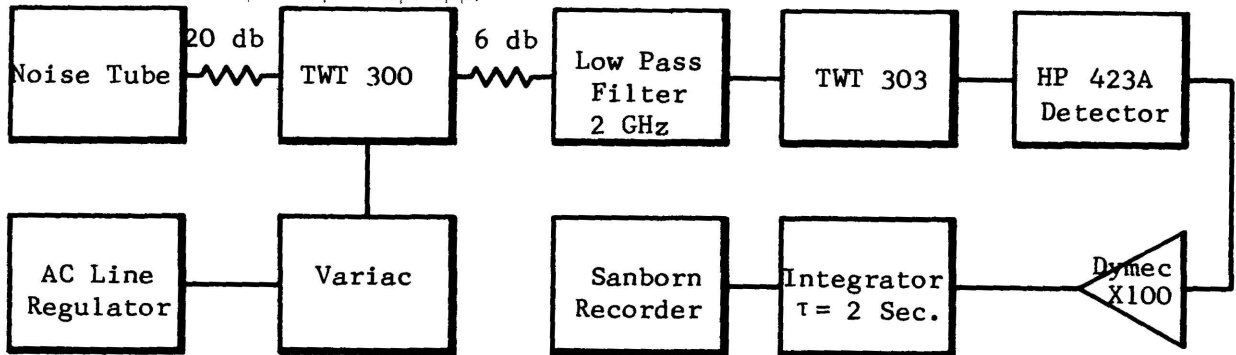 20 db
6 db
Noise Tube
TWT 300
Low Pass
Filter
2 GHz
TWT 303
HP 423A
Detector
AC Line
Regulator
Variac
Sanborn
Recorder
Integrator
τ = 2 Sec.
Dymec
X100